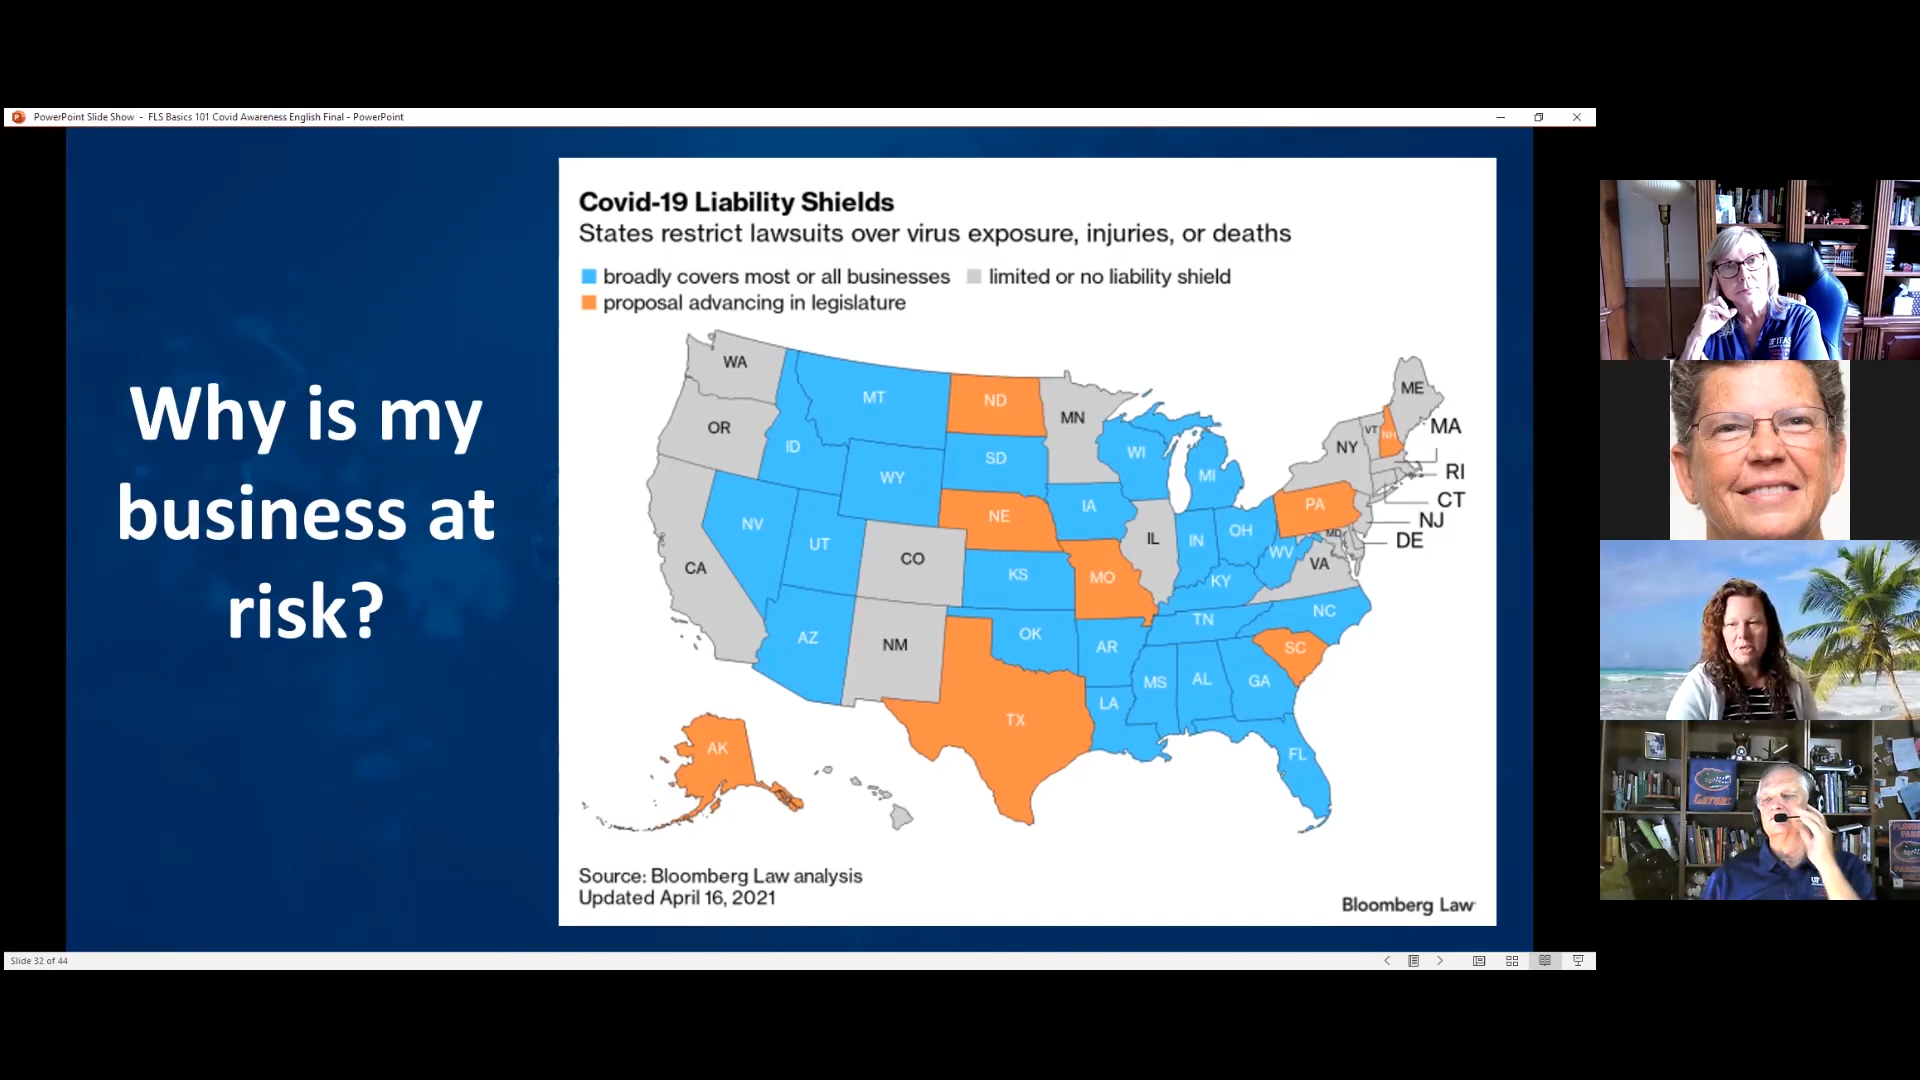 PowerPoint Slide Show - FLS Basics 101 Covid Awareness English Final - PowerPoint
Why is my
business at
risk?
Covid-19 Liability Shields
States restrict lawsuits over virus exposure, injuries, or deaths
broadly covers most or all businesses
limited or no liability shield
proposal advancing in legislature
WA
MT
ND
MN
ME
OR
ID
SD
WI
MI
NY
VT
NH
MA
WY
RI
NV
NE
IA
PA
CT
UT
CO
IL
IN
OH
NJ
MD
DE
CA
KS
MO
WV
VA
KY
AZ
NM
OK
AR
TN
NC
SC
TX
LA
MS
AL
GA
AK
FL
Source: Bloomberg Law analysis
Updated April 16, 2021
Bloomberg Law
Slide 32 of 44
GATORS